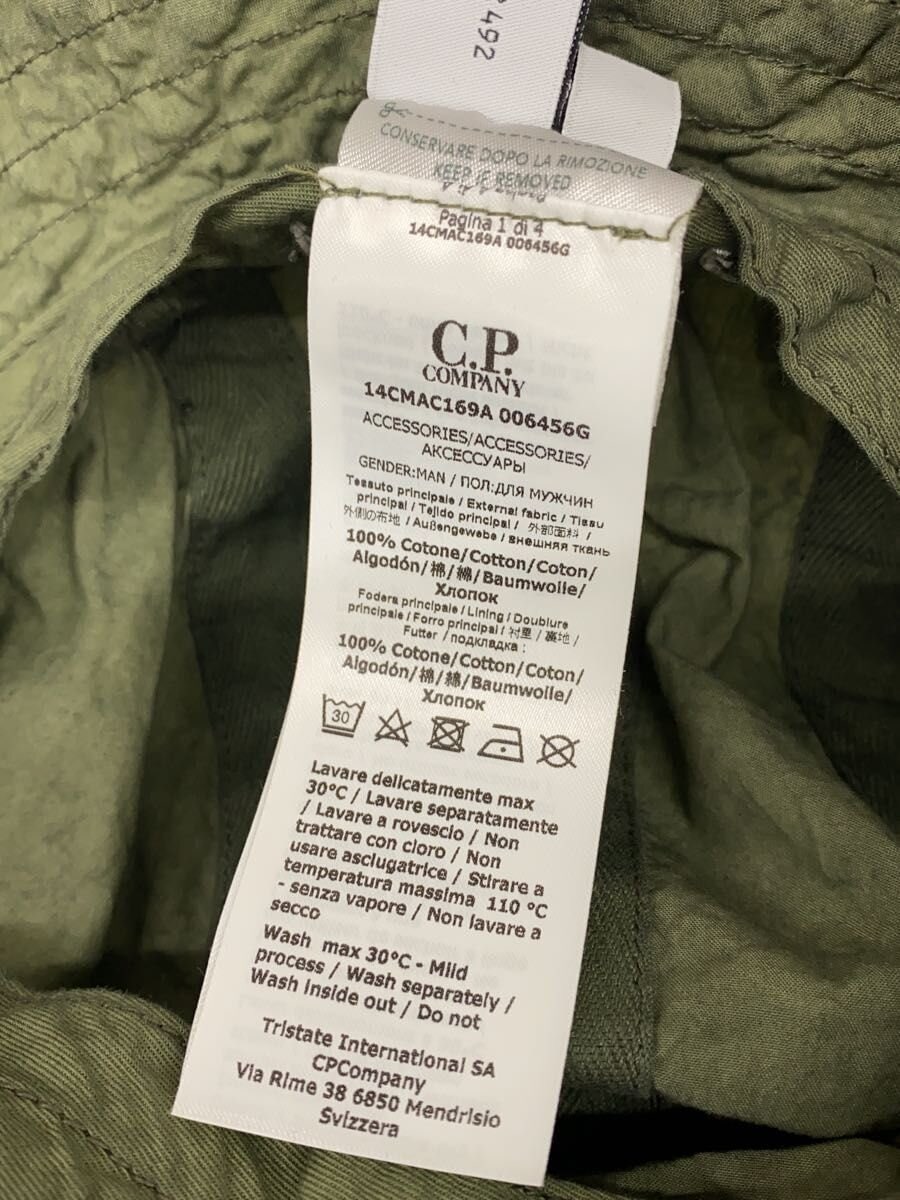 492
CONSERVARE DOPO LA RIMOZIONE
KEEP IF REMOVED
Pagina 1 di 4
14CMAC169A 006456G
C.P.
COMPANY
14CMAC169A 006456G
ACCESSORIES/ACCESSORIES/
АКСЕССУАРЫ
GENDER:MAN / ПОЛ:ДЛЯ МУЖЧИН
Tessuto principale / External fabric / Tissu
principal / Tejido principal / 外部面料 /
外側の布地 / Außengewebe / внешняя ткань
100% Cotone/Cotton/Coton/
Algodón/棉/綿/Baumwolle/
Хлопок
Fodera principale / Lining / Doublure
principale / Forro principal / 衬里 / 裏地 /
Futter / подкладка :
100% Cotone/Cotton/Coton/
Algodón/棉/綿/Baumwolle/
Хлопок
30
Lavare delicatamente max
30°C / Lavare separatamente
/ Lavare a rovescio / Non
trattare con cloro / Non
usare asciugatrice / Stirare a
temperatura massima 110 °C
- senza vapore / Non lavare a
secco
Wash max 30°C - Mild
process / Wash separately /
Wash inside out / Do not
Tristate International SA
CPCompany
Via Rime 38 6850 Mendrisio
Svizzera